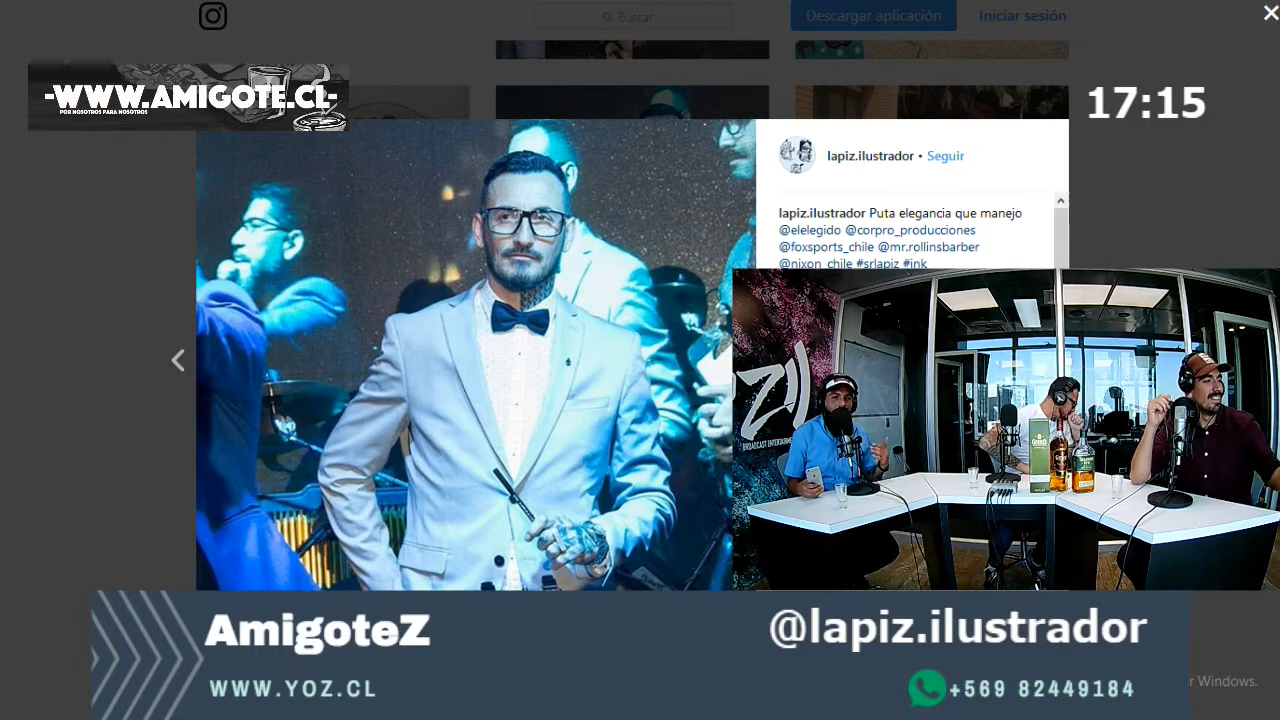 Buscar
Descargar aplicación
Iniciar sesión
-WWW.AMIGOTE.CL-
POR NOSOTROS PARA NOSOTROS
17:15
lapiz.ilustrador • Seguir
lapiz.ilustrador Puta elegancia que manejo
@elelegido @corpro_producciones
@foxsports_chile @mr.rollinsbarber
@nixon_chile #srlapiz #ink
BROADCAST ENTERTAINMENT
AmigoteZ
@lapiz.ilustrador
WWW.YOZ.CL
+569 82449184
Windows.